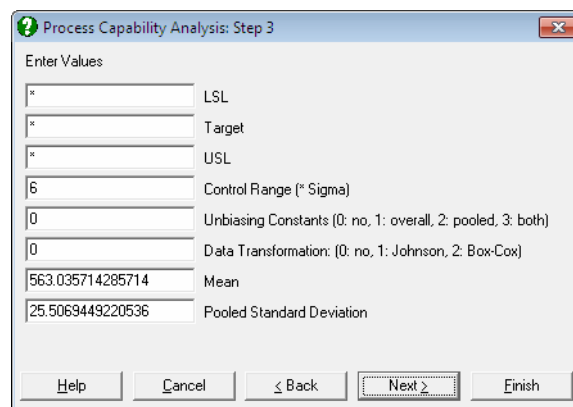 Process Capability Analysis: Step 3
Enter Values
* LSL
* Target
* USL
6 Control Range (* Sigma)
0 Unbiasing Constants (0: no, 1: overall, 2: pooled, 3: both)
0 Data Transformation: (0: no, 1: Johnson, 2: Box-Cox)
563.035714285714 Mean
25.5069449220536 Pooled Standard Deviation
Help Cancel < Back Next > Finish